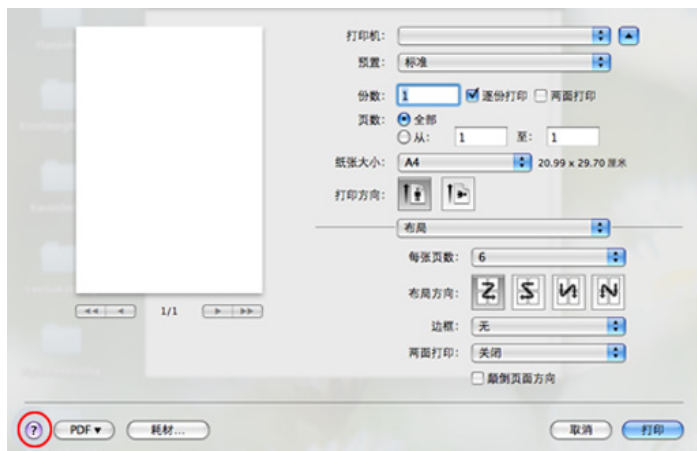 打印机:
预置: 标准
份数: 1 逐份打印 两面打印
页数: 全部
从: 1 至: 1
纸张大小: A4 20.99 x 29.70 厘米
打印方向:
布局
每张页数: 6
布局方向:
1/1
边框: 无
两面打印: 关闭
颠倒页面方向
? PDF▼ 耗材... 取消 打印